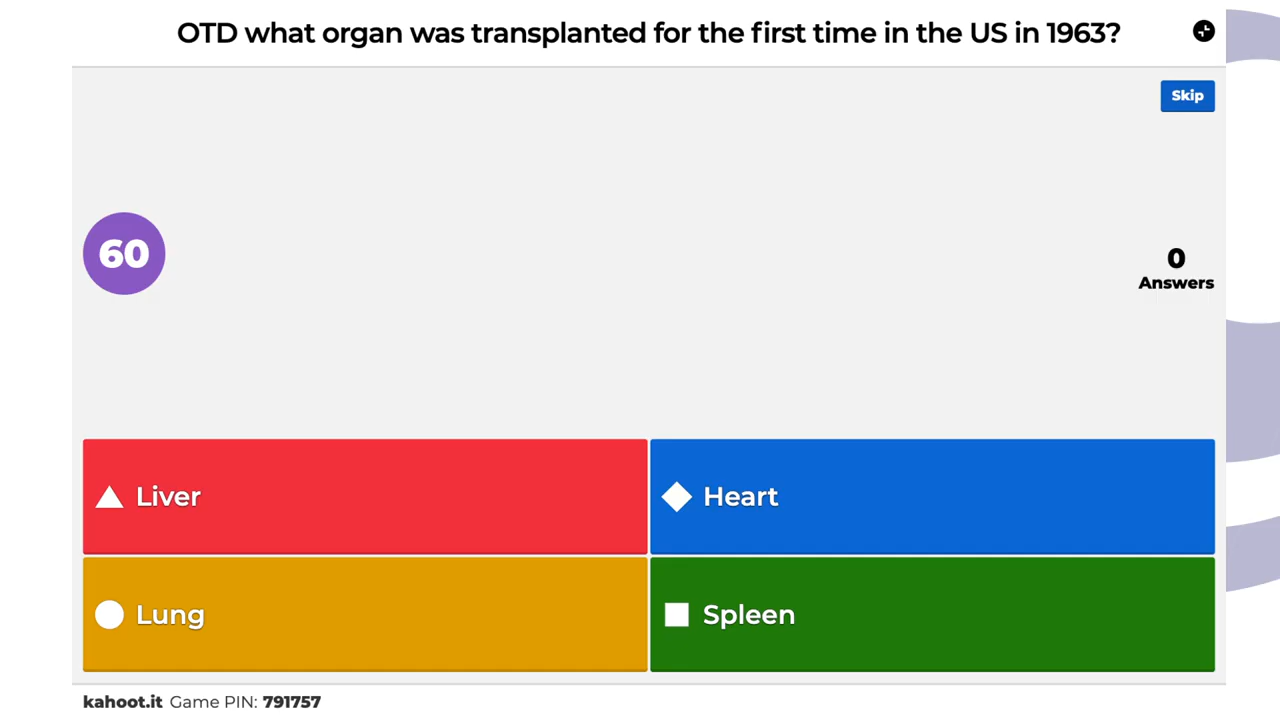 OTD what organ was transplanted for the first time in the US in 1963?
Skip
60
0
Answers
Liver
Heart
Lung
Spleen
kahoot.it Game PIN: 791757